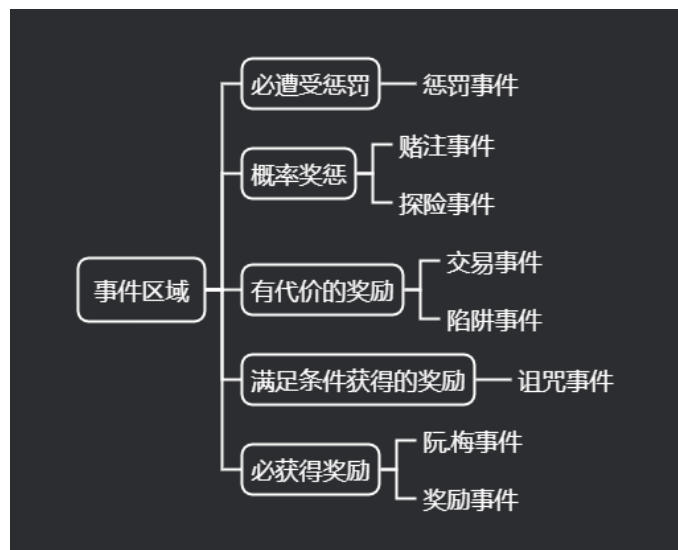 必遭受惩罚
惩罚事件
概率奖惩
赌注事件
探险事件
事件区域
有代价的奖励
交易事件
陷阱事件
满足条件获得的奖励
诅咒事件
必获得奖励
阮.梅事件
奖励事件